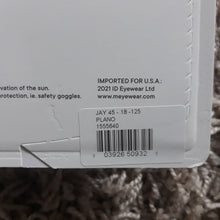 IMPORTED FOR U.S.A.:
2021 ID Eyewear Ltd
www.meyewear.com
vation of the sun.
rotection, ie. safety goggles.
JAY 45 - 18 -125
PLANO
1555640
03926 50932